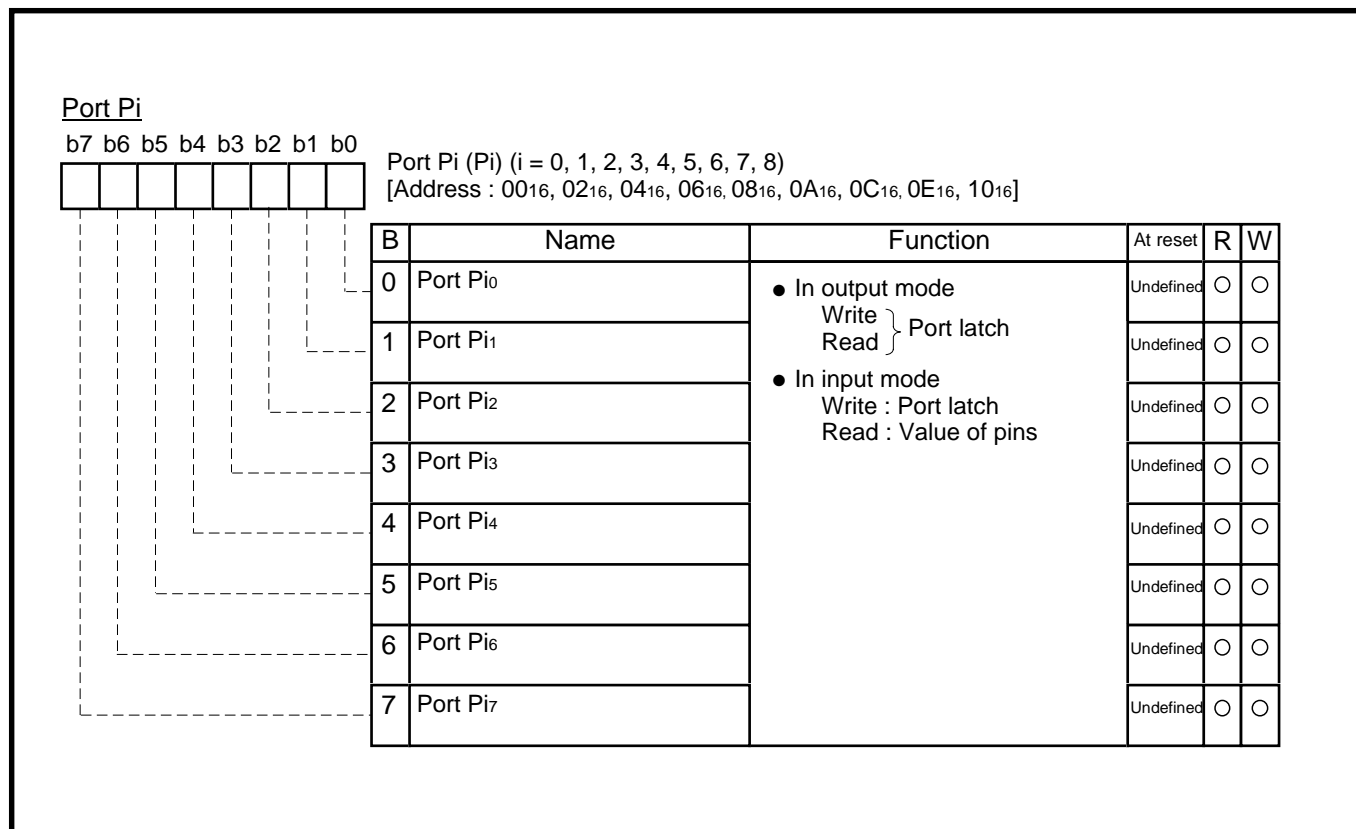 Port Pi
b7 b6 b5 b4 b3 b2 b1 b0
Port Pi (Pi) (i = 0, 1, 2, 3, 4, 5, 6, 7, 8)
[Address : 00₁₆, 02₁₆, 04₁₆, 06₁₆, 08₁₆, 0A₁₆, 0C₁₆, 0E₁₆, 10₁₆]
B Name Function At reset R W
0 Port Pi₀ Undefined ○ ○
1 Port Pi₁ Undefined ○ ○
2 Port Pi₂ Undefined ○ ○
3 Port Pi₃ Undefined ○ ○
4 Port Pi₄ Undefined ○ ○
5 Port Pi₅ Undefined ○ ○
6 Port Pi₆ Undefined ○ ○
7 Port Pi₇ Undefined ○ ○
● In output mode
Write
Read } Port latch
● In input mode
Write : Port latch
Read : Value of pins